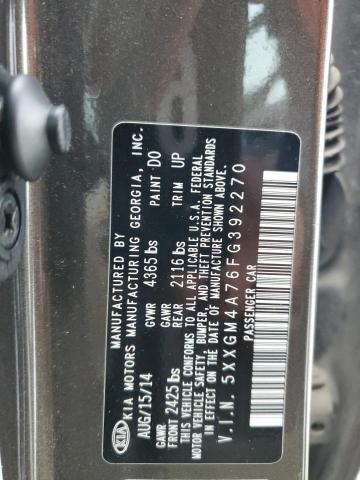 MANUFACTURED BY
KIA KIA MOTORS MANUFACTURING GEORGIA, INC.
AUG/15/14 GVWR 4365 lbs PAINT D0
GAWR GAWR
FRONT 2425 lbs REAR 2116 lbs TRIM UP
THIS VEHICLE CONFORMS TO ALL APPLICABLE U.S.A. FEDERAL
MOTOR VEHICLE SAFETY, BUMPER, AND THEFT PREVENTION STANDARDS
IN EFFECT ON THE DATE OF MANUFACTURE SHOWN ABOVE.
V.I.N. 5XXGM4A76FG392270
PASSENGER CAR